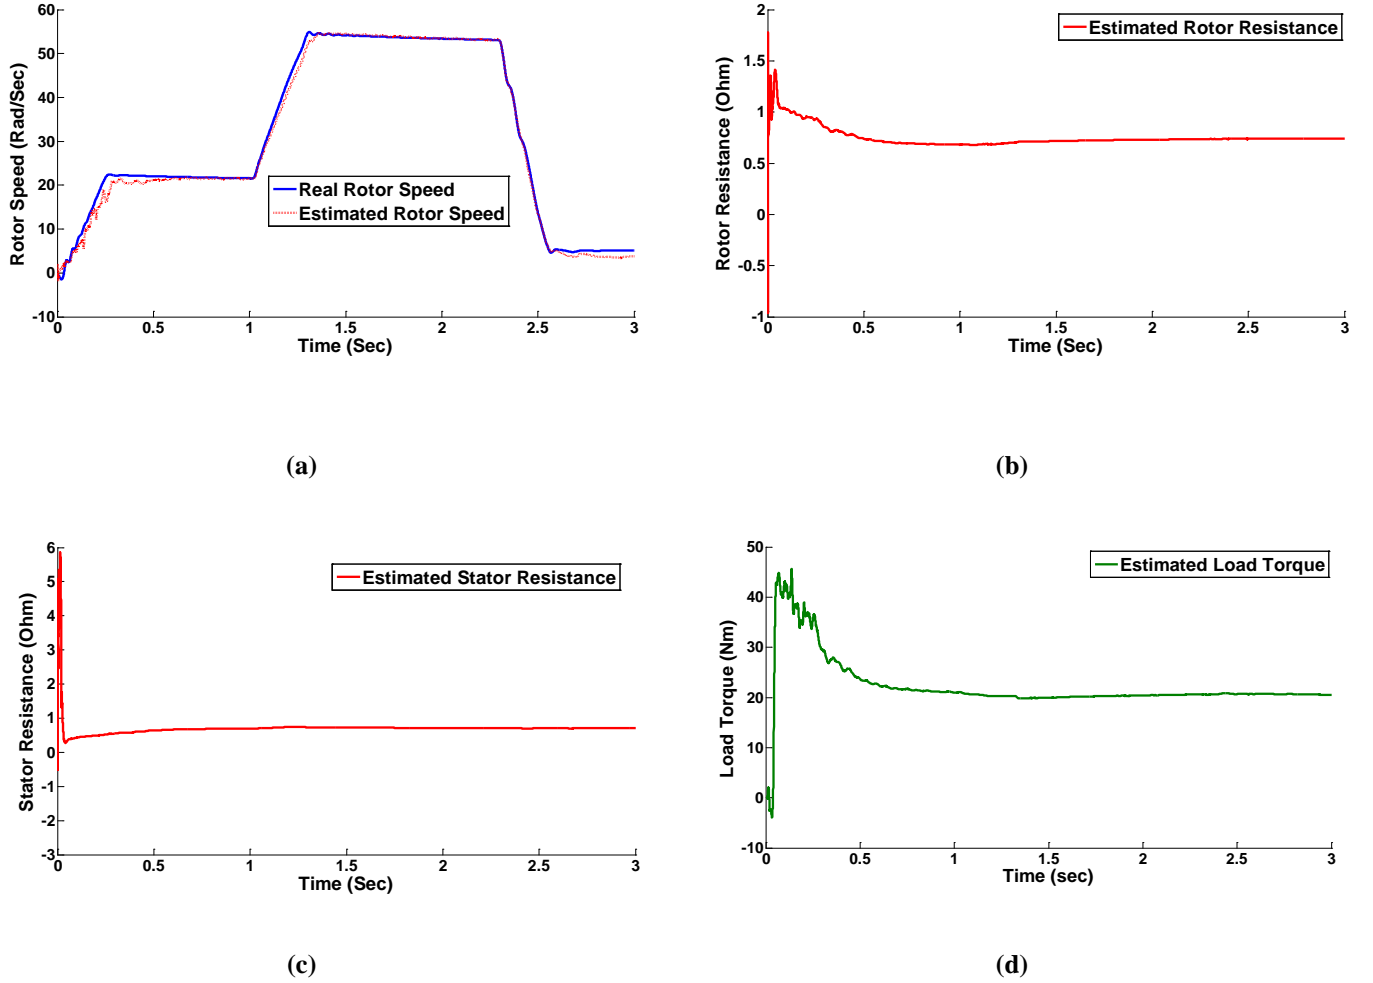 60
50
40
30
20
10
0
-10
0 0.5 1 1.5 2 2.5 3
Rotor Speed (Rad/Sec)
Time (Sec)
Real Rotor Speed
Estimated Rotor Speed
(a)
2
1.5
1
0.5
0
-0.5
-1
0 0.5 1 1.5 2 2.5 3
Rotor Resistance (Ohm)
Time (Sec)
Estimated Rotor Resistance
(b)
6
5
4
3
2
1
0
-1
-2
-3
0 0.5 1 1.5 2 2.5 3
Stator Resistance (Ohm)
Time (Sec)
Estimated Stator Resistance
(c)
50
40
30
20
10
0
-10
0 0.5 1 1.5 2 2.5 3
Load Torque (Nm)
Time (sec)
Estimated Load Torque
(d)